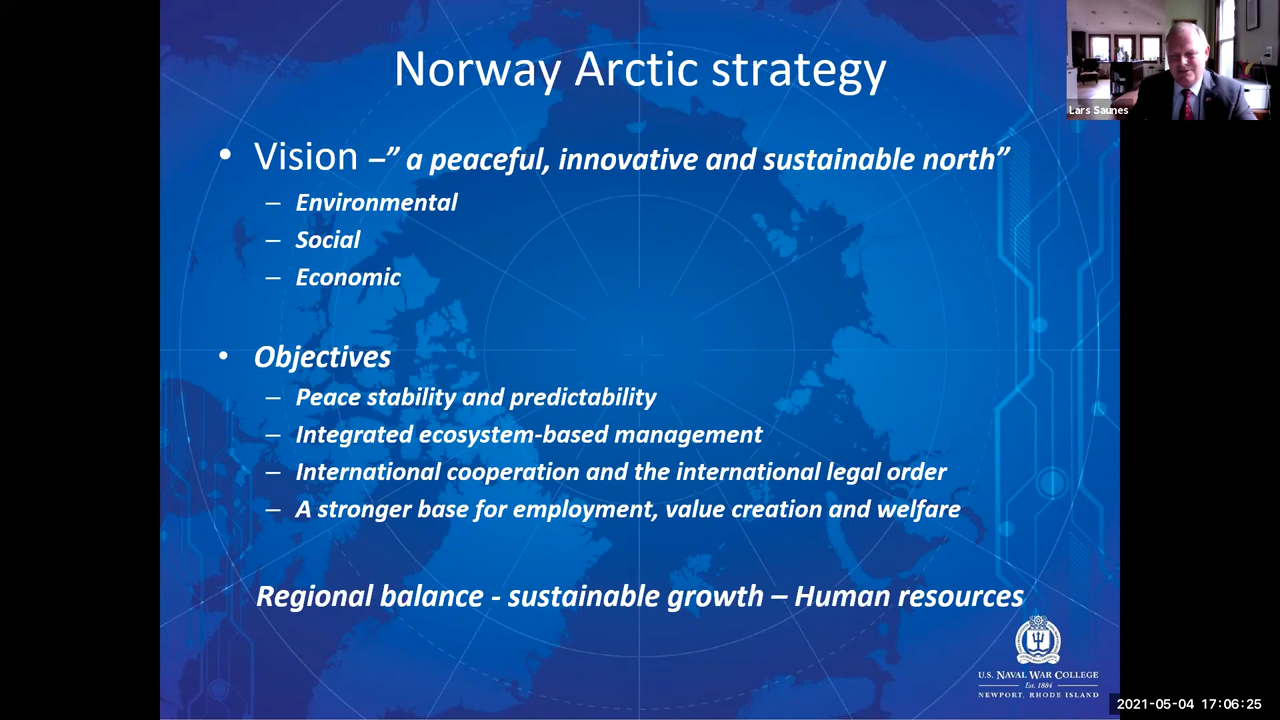 Norway Arctic strategy
Lars Saunes
• Vision –” a peaceful, innovative and sustainable north”
– Environmental
– Social
– Economic
• Objectives
– Peace stability and predictability
– Integrated ecosystem-based management
– International cooperation and the international legal order
– A stronger base for employment, value creation and welfare
Regional balance - sustainable growth – Human resources
U.S. NAVAL WAR COLLEGE
Est. 1884
NEWPORT, RHODE ISLAND
2021-05-04 17:06:25